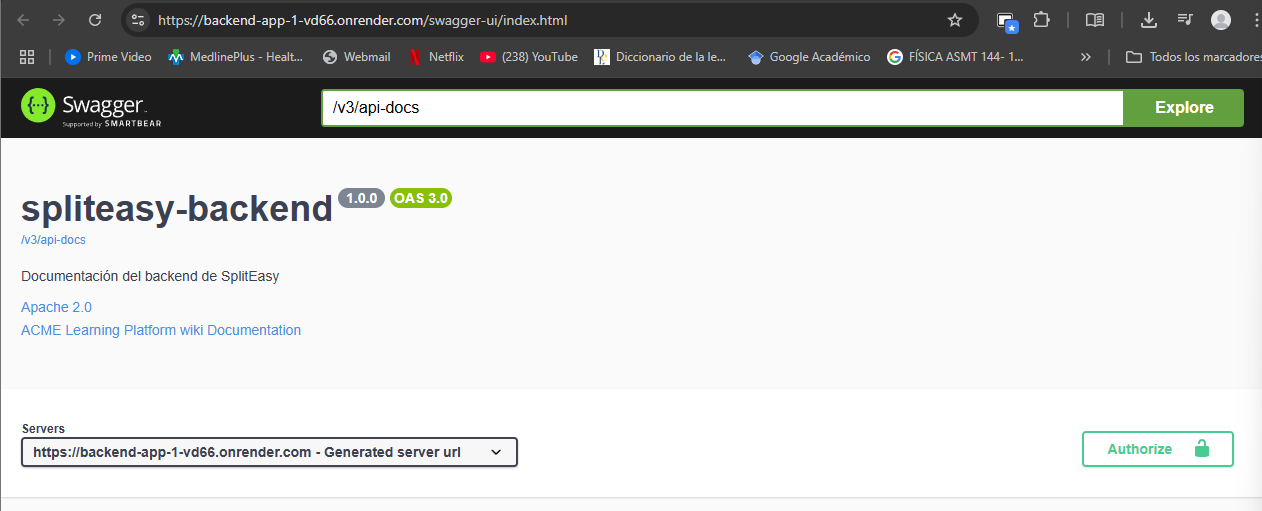 https://backend-app-1-vd66.onrender.com/swagger-ui/index.html
Prime Video MedlinePlus - Healt... Webmail Netflix (238) YouTube Diccionario de la le... Google Académico FÍSICA ASMT 144- 1... » Todos los marcadores
Swagger
Supported by SMARTBEAR
/v3/api-docs Explore
spliteasy-backend 1.0.0 OAS 3.0
/v3/api-docs
Documentación del backend de SplitEasy
Apache 2.0
ACME Learning Platform wiki Documentation
Servers
https://backend-app-1-vd66.onrender.com - Generated server url
Authorize